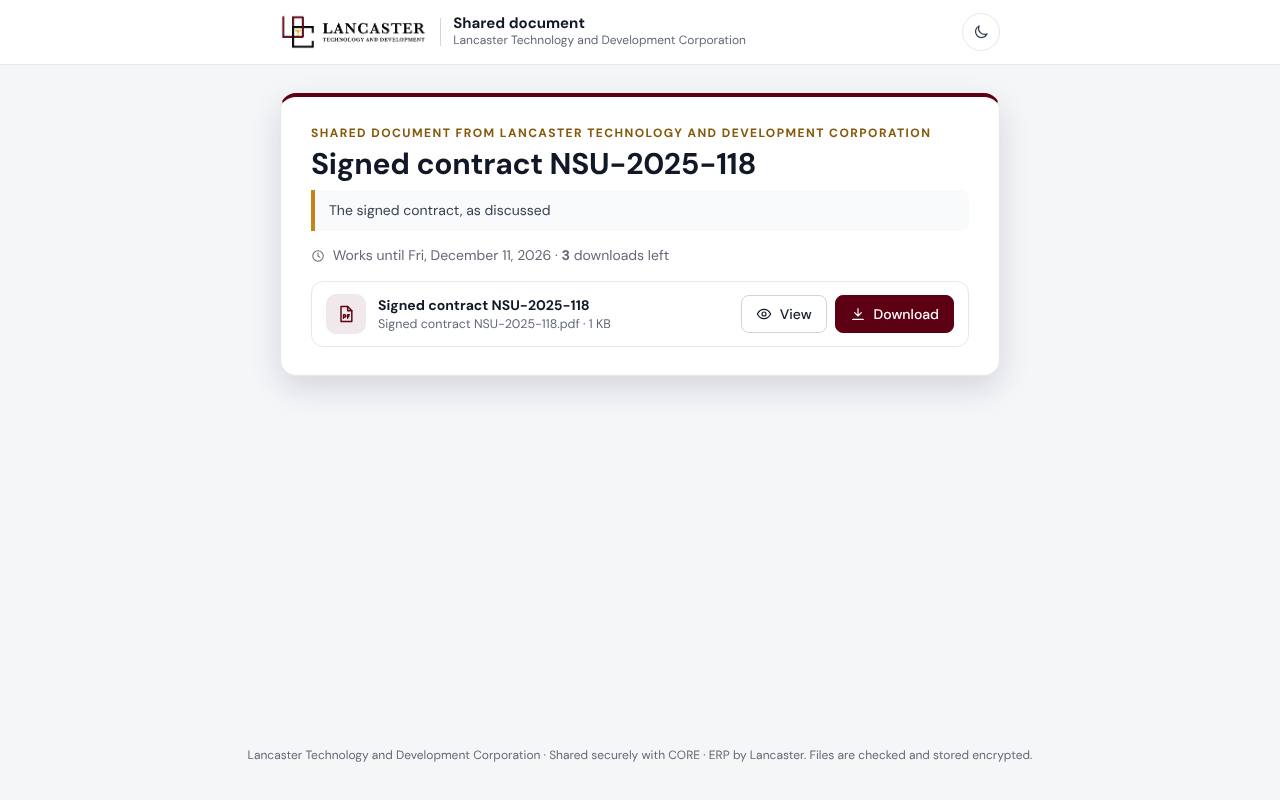 LANCASTER
TECHNOLOGY AND DEVELOPMENT
Shared document
Lancaster Technology and Development Corporation
SHARED DOCUMENT FROM LANCASTER TECHNOLOGY AND DEVELOPMENT CORPORATION
Signed contract NSU-2025-118
The signed contract, as discussed
Works until Fri, December 11, 2026 · 3 downloads left
Signed contract NSU-2025-118
Signed contract NSU-2025-118.pdf · 1 KB
View
Download
Lancaster Technology and Development Corporation · Shared securely with CORE · ERP by Lancaster. Files are checked and stored encrypted.